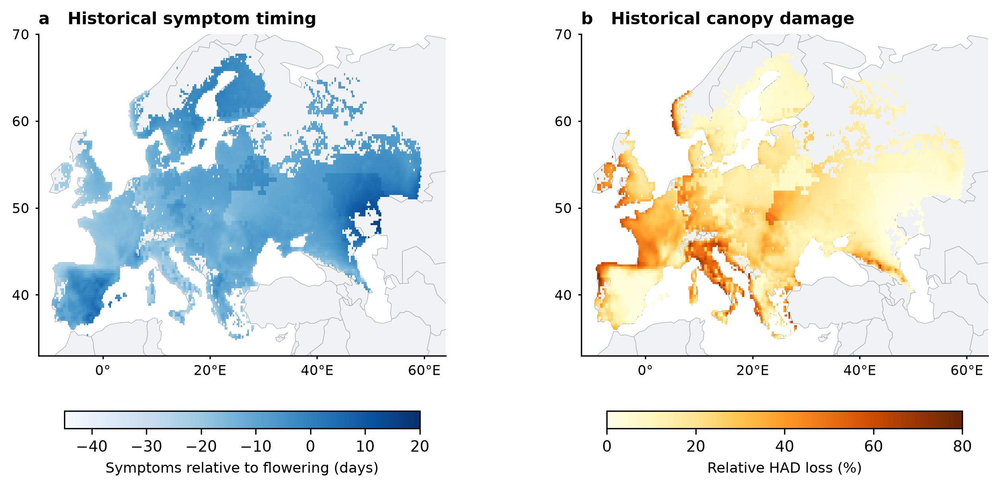 a Historical symptom timing
70
60
50
40
0° 20°E 40°E 60°E
−40 −30 −20 −10 0 10 20
Symptoms relative to flowering (days)
b Historical canopy damage
70
60
50
40
0° 20°E 40°E 60°E
0 20 40 60 80
Relative HAD loss (%)